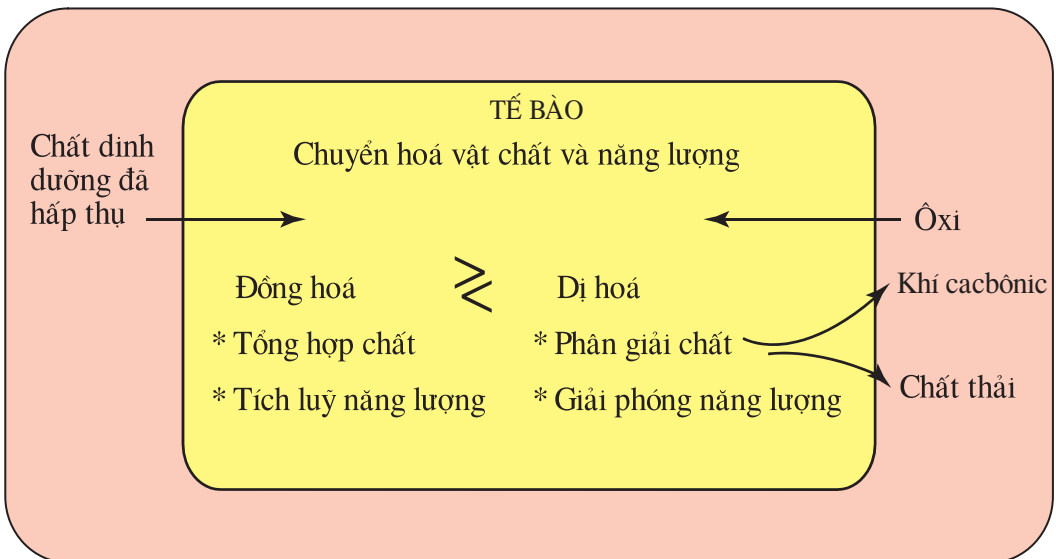 TẾ BÀO
Chuyển hoá vật chất và năng lượng
Chất dinh
dưỡng đã
hấp thụ
Ôxi
Đồng hoá
≷
Dị hoá
Khí cacbônic
* Tổng hợp chất
* Phân giải chất
Chất thải
* Tích luỹ năng lượng
* Giải phóng năng lượng